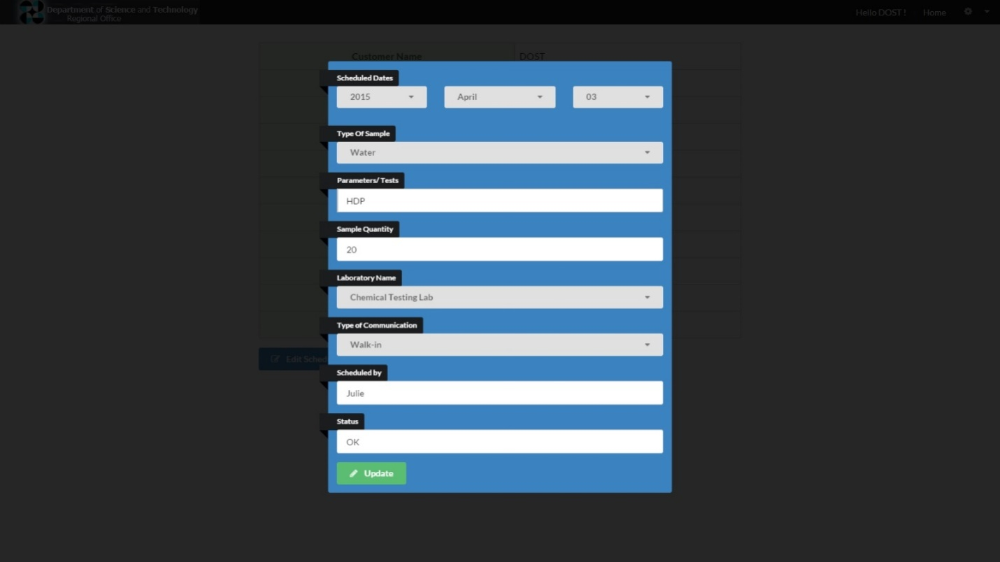 Department of Science and Technology
Regional Office
Hello DOST !
Home
Customer Name
DOST
Scheduled Dates
2015
April
03
Type Of Sample
Water
Parameters/ Tests
HDP
Sample Quantity
20
Laboratory Name
Chemical Testing Lab
Type of Communication
Walk-in
Edit Sched
Scheduled by
Julie
Status
OK
Update